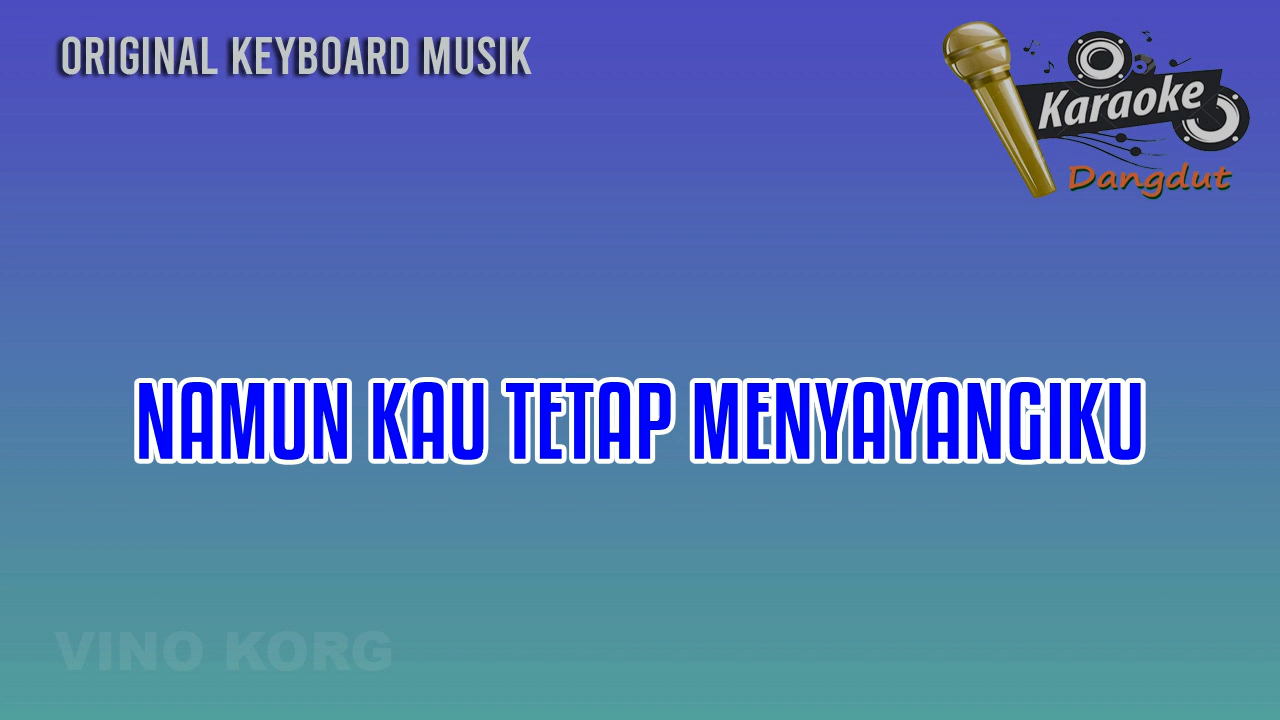 ORIGINAL KEYBOARD MUSIK
Karaoke
Dangdut
NAMUN KAU TETAP MENYAYANGIKU
VINO KORG